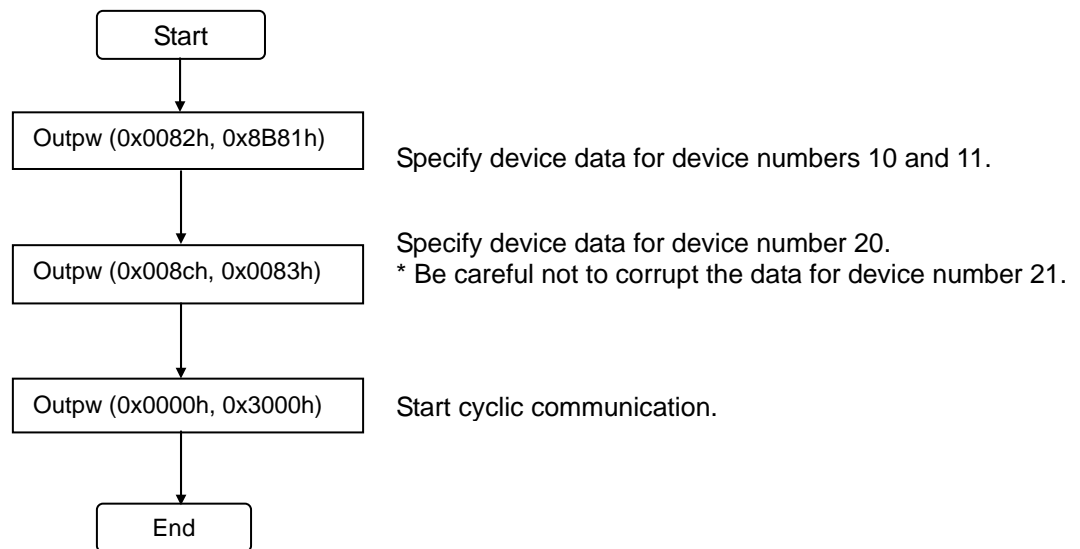 Start
Outpw (0x0082h, 0x8B81h)
Specify device data for device numbers 10 and 11.
Specify device data for device number 20.
* Be careful not to corrupt the data for device number 21.
Outpw (0x008ch, 0x0083h)
Outpw (0x0000h, 0x3000h)
Start cyclic communication.
End